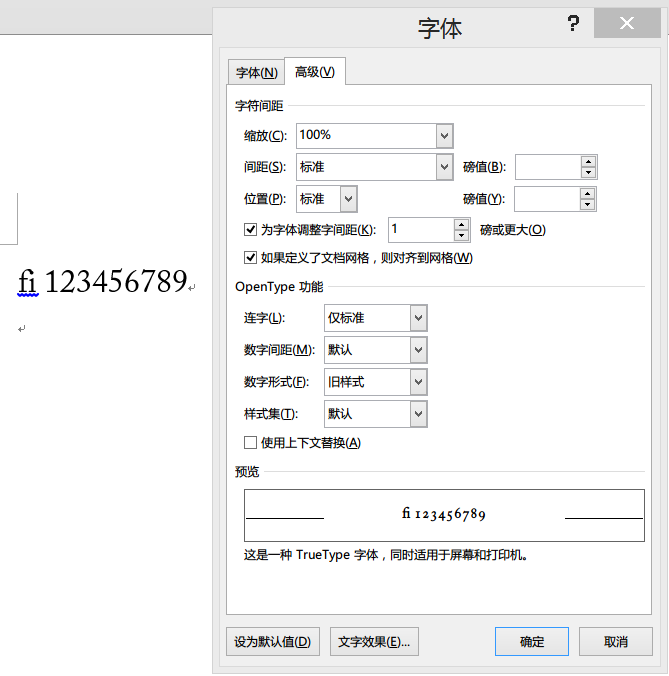 字体
?
字体(N) 高级(V)
字符间距
缩放(C): 100%
间距(S): 标准 磅值(B):
位置(P): 标准 磅值(Y):
为字体调整字间距(K): 1 磅或更大(O)
如果定义了文档网格，则对齐到网格(W)
fi 123456789
OpenType 功能
连字(L): 仅标准
数字间距(M): 默认
数字形式(F): 旧样式
样式集(T): 默认
使用上下文替换(A)
预览
fi 123456789
这是一种 TrueType 字体，同时适用于屏幕和打印机。
设为默认值(D) 文字效果(E)... 确定 取消